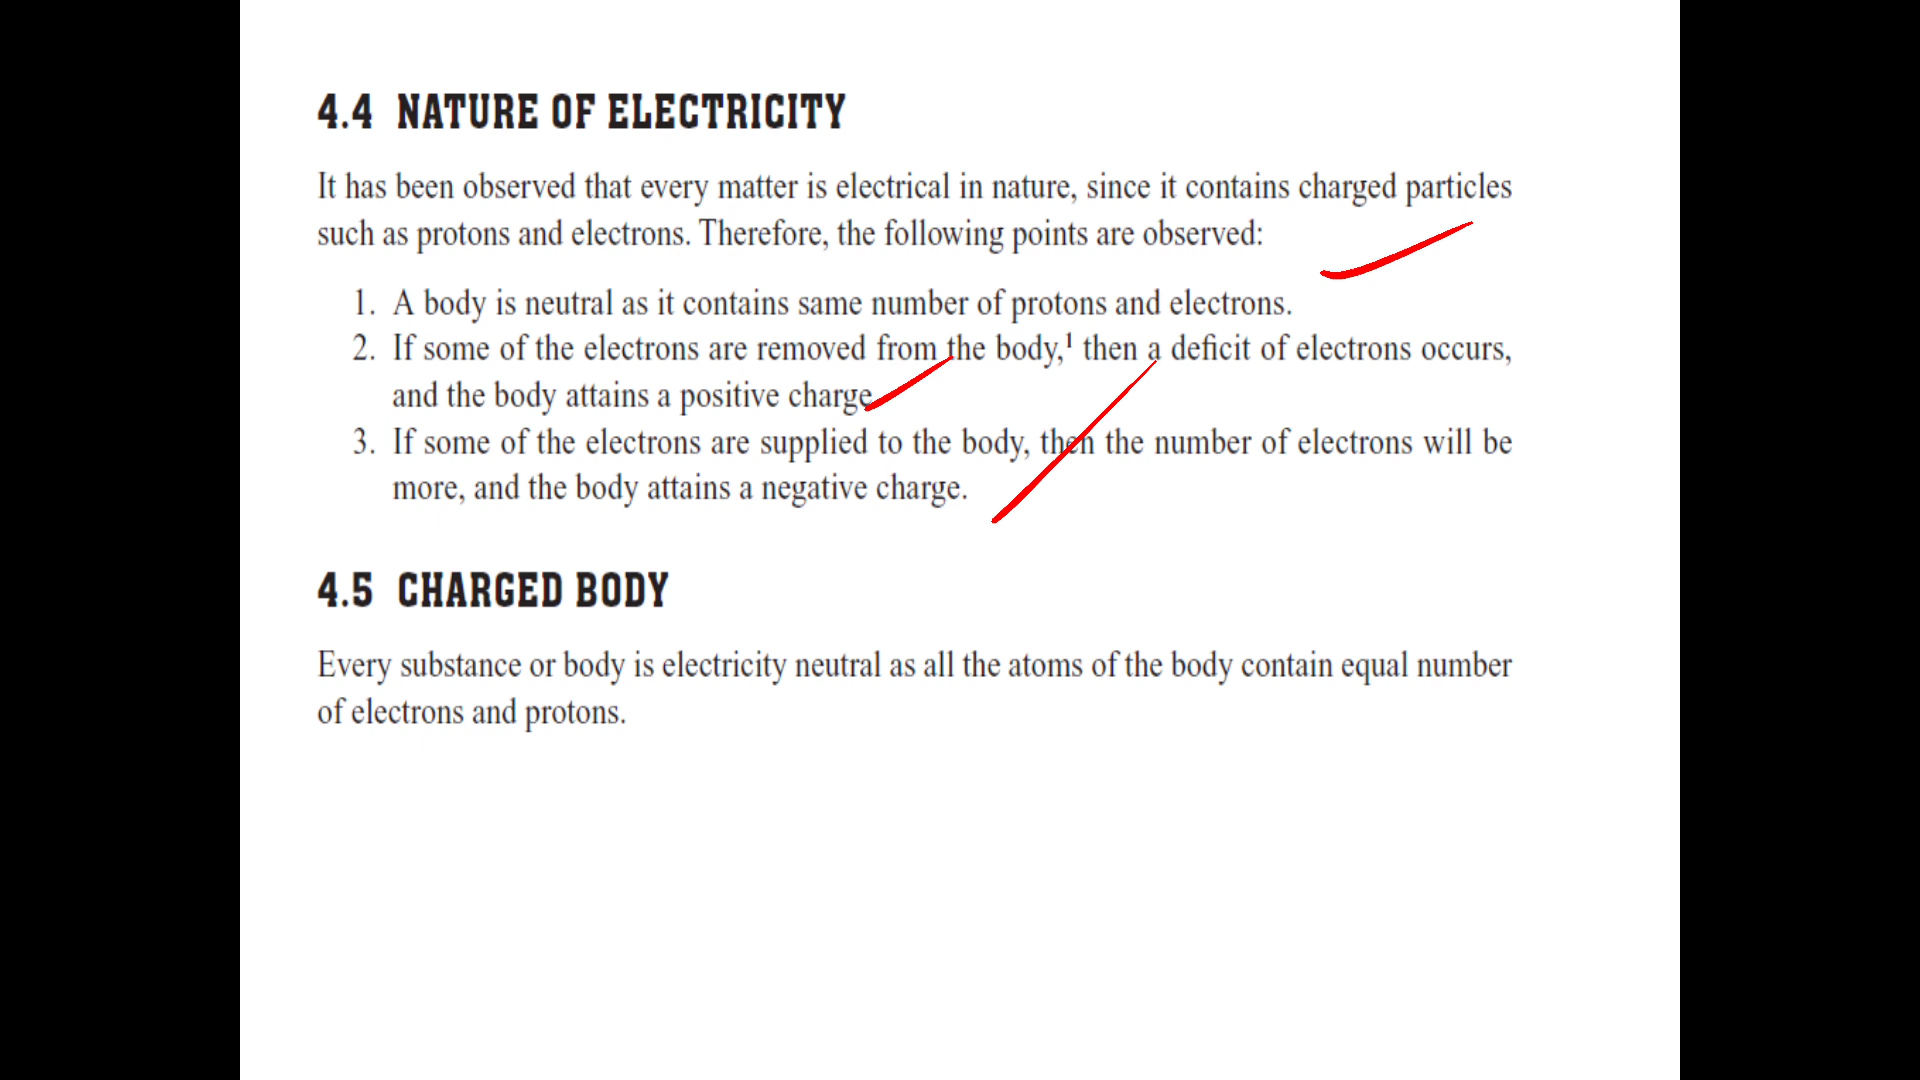 4.4 NATURE OF ELECTRICITY
It has been observed that every matter is electrical in nature, since it contains charged particles
such as protons and electrons. Therefore, the following points are observed:
1. A body is neutral as it contains same number of protons and electrons.
2. If some of the electrons are removed from the body,¹ then a deficit of electrons occurs,
and the body attains a positive charge.
3. If some of the electrons are supplied to the body, then the number of electrons will be
more, and the body attains a negative charge.
4.5 CHARGED BODY
Every substance or body is electricity neutral as all the atoms of the body contain equal number
of electrons and protons.